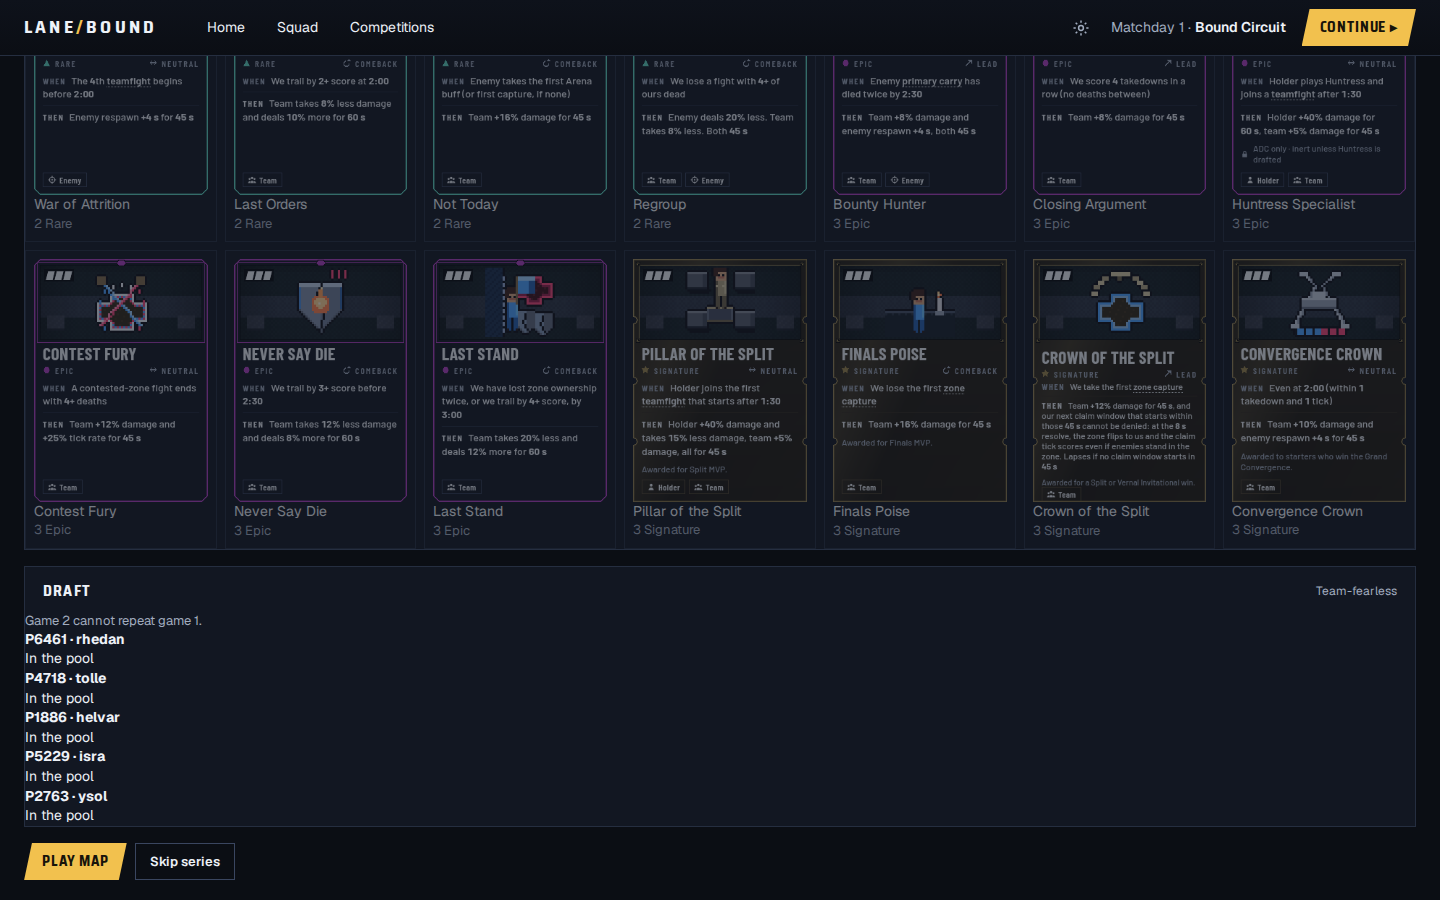 LANE/BOUND
Home
Squad
Competitions
Matchday 1 · Bound Circuit
CONTINUE ▸
RARE
NEUTRAL
WHEN The 4th teamfight begins
before 2:00
THEN Enemy respawn +4 s for 45 s
Enemy
War of Attrition
2 Rare
RARE
COMEBACK
WHEN We trail by 2+ score at 2:00
THEN Team takes 6% less damage
and deals 10% more for 60 s
Team
Last Orders
2 Rare
RARE
COMEBACK
WHEN Enemy takes the first Arena
buff (or first capture, if none)
THEN Team +16% damage for 45 s
Team
Not Today
2 Rare
RARE
COMEBACK
WHEN We lose a fight with 4+ of
ours dead
THEN Enemy deals 20% less. Team
takes 8% less. Both 45 s
Team
Enemy
Regroup
2 Rare
EPIC
LEAD
WHEN Enemy primary carry has
died twice by 2:30
THEN Team +8% damage and
enemy respawn +4 s, both 45 s
Team
Enemy
Bounty Hunter
3 Epic
EPIC
LEAD
WHEN We score 4 takedowns in a
row (no deaths between)
THEN Team +8% damage for 45 s
Team
Closing Argument
3 Epic
EPIC
NEUTRAL
WHEN Holder plays Huntress and
joins a teamfight after 1:30
THEN Holder +40% damage for
60 s, team +5% damage for 45 s
ADC only · inert unless Huntress is
drafted
Holder
Team
Huntress Specialist
3 Epic
CONTEST FURY
EPIC
NEUTRAL
WHEN A contested-zone fight ends
with 4+ deaths
THEN Team +12% damage and
+25% tick rate for 45 s
Team
Contest Fury
3 Epic
NEVER SAY DIE
EPIC
COMEBACK
WHEN We trail by 3+ score before
2:30
THEN Team takes 12% less damage
and deals 8% more for 60 s
Team
Never Say Die
3 Epic
LAST STAND
EPIC
COMEBACK
WHEN We have lost zone ownership
twice, or we trail by 4+ score, by
3:00
THEN Team takes 20% less and
deals 12% more for 60 s
Team
Last Stand
3 Epic
PILLAR OF THE SPLIT
SIGNATURE
NEUTRAL
WHEN Holder joins the first
teamfight that starts after 1:30
THEN Holder +40% damage and
takes 15% less damage, team +5%
damage, all for 45 s
Awarded for Split MVP.
Holder
Team
Pillar of the Split
3 Signature
FINALS POISE
SIGNATURE
COMEBACK
WHEN We lose the first zone
capture
THEN Team +16% damage for 45 s
Awarded for Finals MVP.
Team
Finals Poise
3 Signature
CROWN OF THE SPLIT
SIGNATURE
LEAD
WHEN We take the first zone capture
THEN Team +12% damage for 45 s, and
our next claim window that starts within
those 45 s cannot be denied: at the 8 s
resolve, the zone flips to us and the claim
tick scores even if enemies stand in the
zone. Lapses if no claim window starts in
45 s
Awarded for a Split or Vernal Invitational win.
Team
Crown of the Split
3 Signature
CONVERGENCE CROWN
SIGNATURE
NEUTRAL
WHEN Even at 2:00 (within 1
takedown and 1 tick)
THEN Team +10% damage and
enemy respawn +4 s for 45 s
Awarded to starters who win the Grand
Convergence.
Team
Convergence Crown
3 Signature
DRAFT
Team-fearless
Game 2 cannot repeat game 1.
P6461 · rhedan
In the pool
P4718 · tolle
In the pool
P1886 · helvar
In the pool
P5229 · isra
In the pool
P2763 · ysol
In the pool
PLAY MAP
Skip series